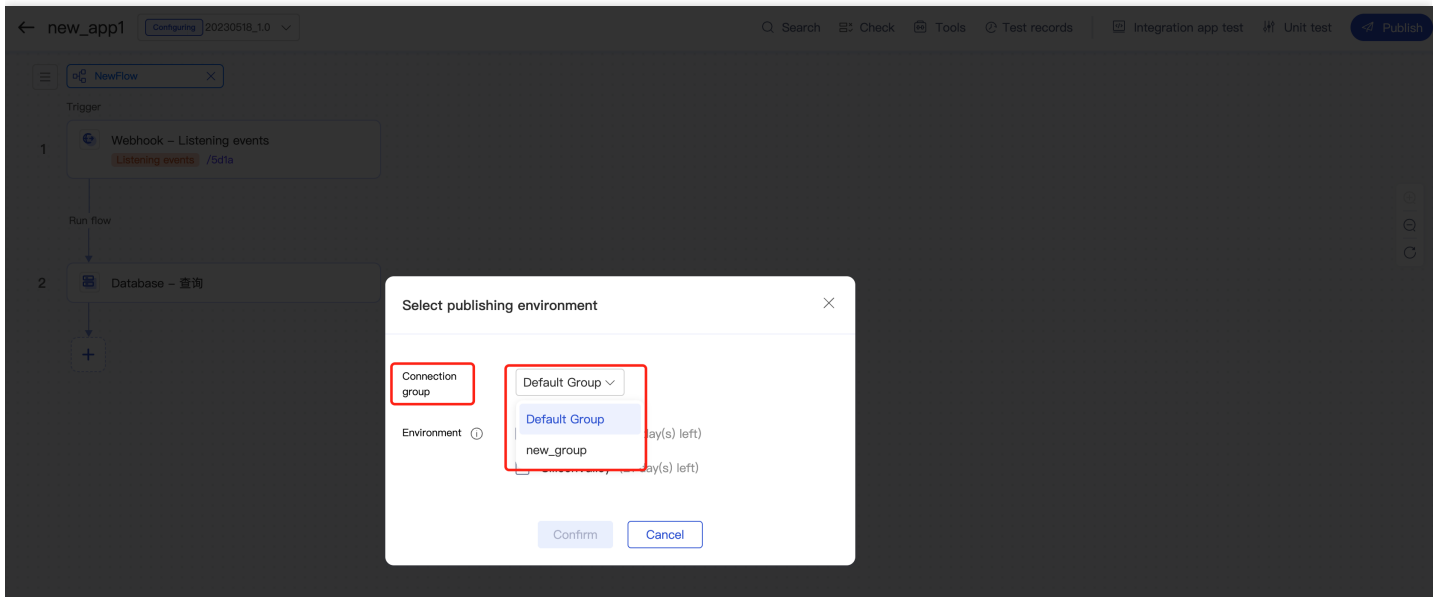 new_app1 Configuring 20230518_1.0 Search Check Tools Test records Integration app test Unit test Publish
NewFlow
Trigger
1 Webhook – Listening events
Listening events /5d1a
Run flow
2 Database – 查询
Select publishing environment
Connection
group
Default Group
Default Group
Environment
day(s) left)
new_group
day(s) left)
Confirm Cancel